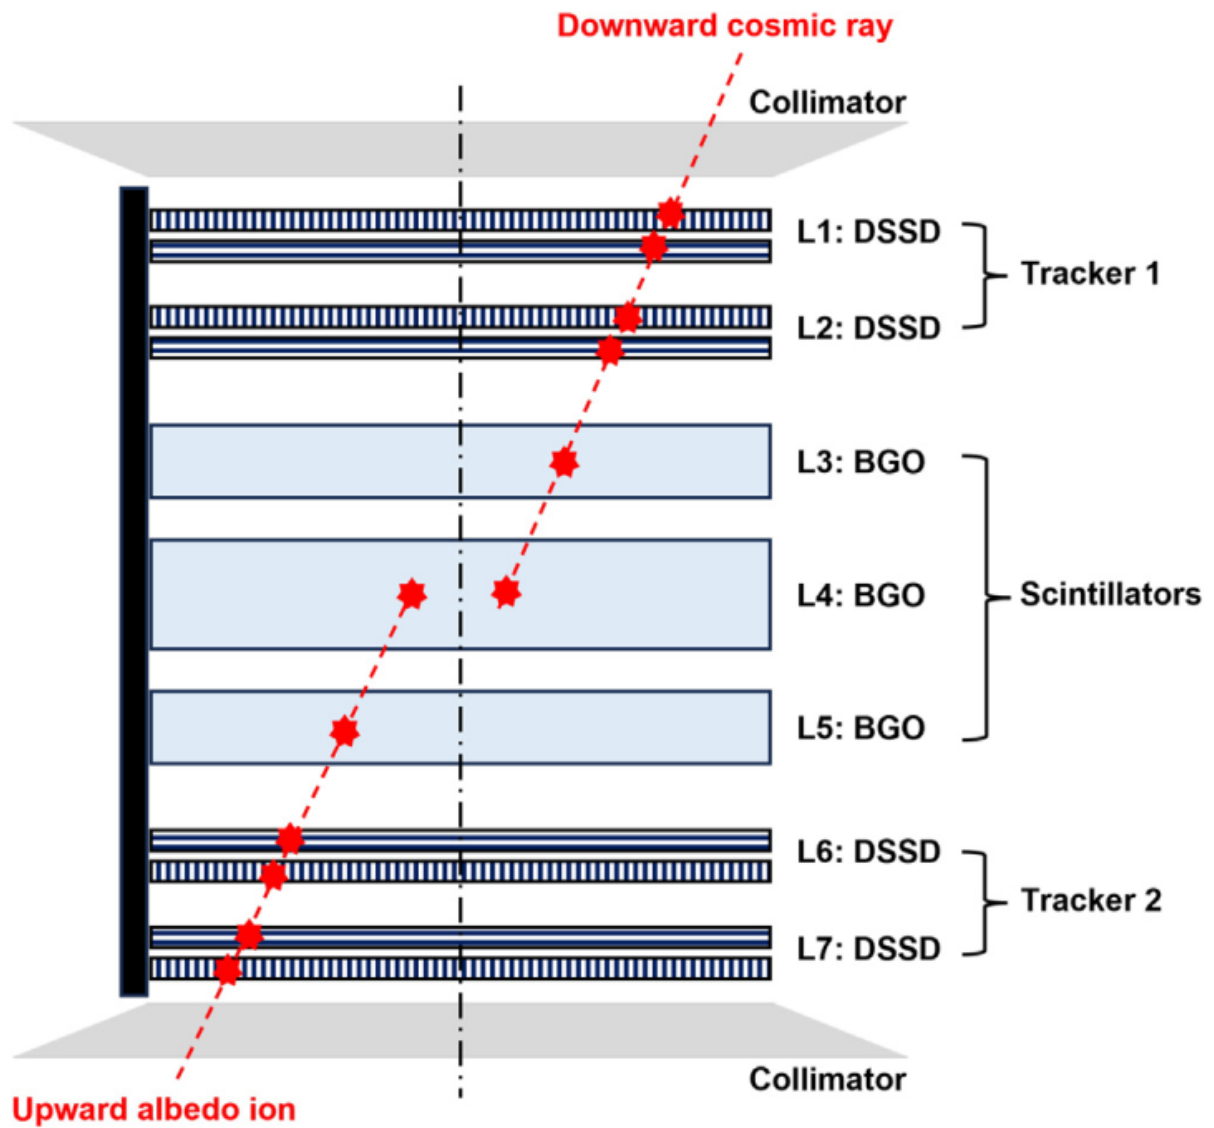 Downward cosmic ray
Collimator
L1: DSSD
Tracker 1
L2: DSSD
L3: BGO
L4: BGO
Scintillators
L5: BGO
L6: DSSD
Tracker 2
L7: DSSD
Collimator
Upward albedo ion